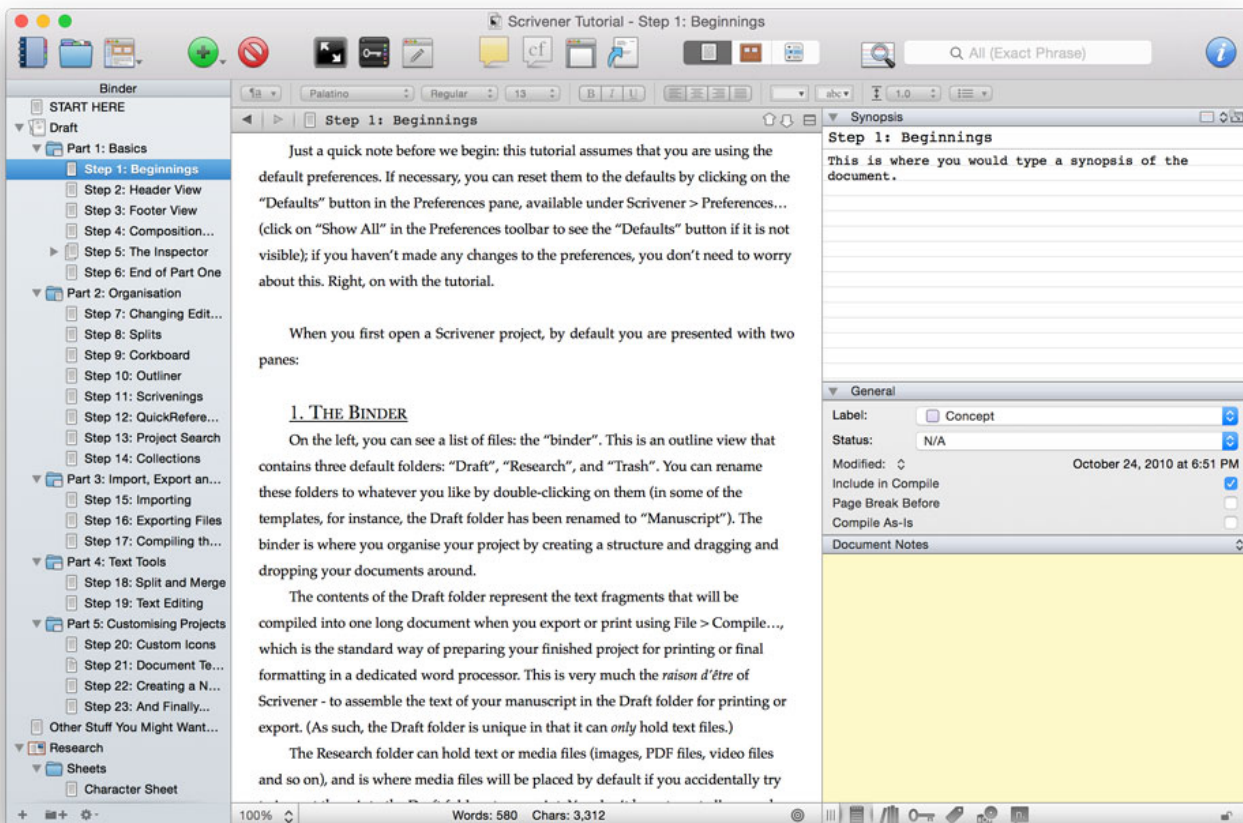 Scrivener Tutorial - Step 1: Beginnings
cf
All (Exact Phrase)
Binder
START HERE
Draft
Part 1: Basics
Step 1: Beginnings
Step 2: Header View
Step 3: Footer View
Step 4: Composition...
Step 5: The Inspector
Step 6: End of Part One
Part 2: Organisation
Step 7: Changing Edit...
Step 8: Splits
Step 9: Corkboard
Step 10: Outliner
Step 11: Scrivenings
Step 12: QuickRefere...
Step 13: Project Search
Step 14: Collections
Part 3: Import, Export an...
Step 15: Importing
Step 16: Exporting Files
Step 17: Compiling th...
Part 4: Text Tools
Step 18: Split and Merge
Step 19: Text Editing
Part 5: Customising Projects
Step 20: Custom Icons
Step 21: Document Te...
Step 22: Creating a N...
Step 23: And Finally...
Other Stuff You Might Want...
Research
Sheets
Character Sheet
¶a Palatino Regular 13 B I U abc 1.0
Step 1: Beginnings
Just a quick note before we begin: this tutorial assumes that you are using the
default preferences. If necessary, you can reset them to the defaults by clicking on the
“Defaults” button in the Preferences pane, available under Scrivener > Preferences…
(click on “Show All” in the Preferences toolbar to see the “Defaults” button if it is not
visible); if you haven’t made any changes to the preferences, you don’t need to worry
about this. Right, on with the tutorial.
When you first open a Scrivener project, by default you are presented with two
panes:
1. THE BINDER
On the left, you can see a list of files: the “binder”. This is an outline view that
contains three default folders: “Draft”, “Research”, and “Trash”. You can rename
these folders to whatever you like by double-clicking on them (in some of the
templates, for instance, the Draft folder has been renamed to “Manuscript”). The
binder is where you organise your project by creating a structure and dragging and
dropping your documents around.
The contents of the Draft folder represent the text fragments that will be
compiled into one long document when you export or print using File > Compile…,
which is the standard way of preparing your finished project for printing or final
formatting in a dedicated word processor. This is very much the raison d’être of
Scrivener - to assemble the text of your manuscript in the Draft folder for printing or
export. (As such, the Draft folder is unique in that it can only hold text files.)
The Research folder can hold text or media files (images, PDF files, video files
and so on), and is where media files will be placed by default if you accidentally try
100%
Words: 580 Chars: 3,312
Synopsis
Step 1: Beginnings
This is where you would type a synopsis of the
document.
General
Label: Concept
Status: N/A
Modified: October 24, 2010 at 6:51 PM
Include in Compile
Page Break Before
Compile As-Is
Document Notes